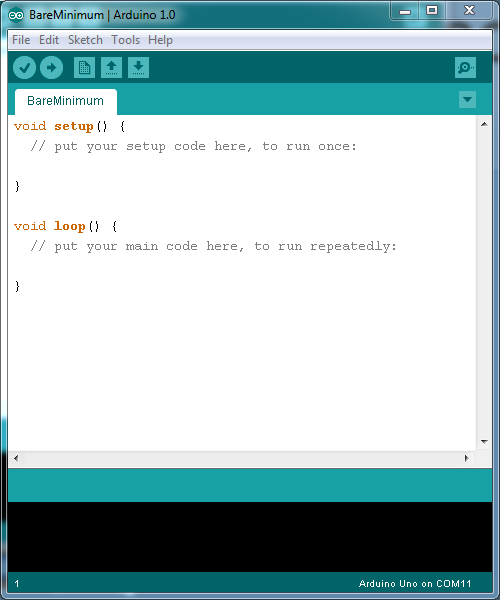 BareMinimum | Arduino 1.0
File Edit Sketch Tools Help
BareMinimum
void setup() {
  // put your setup code here, to run once:
}
void loop() {
  // put your main code here, to run repeatedly:
}
1
Arduino Uno on COM11